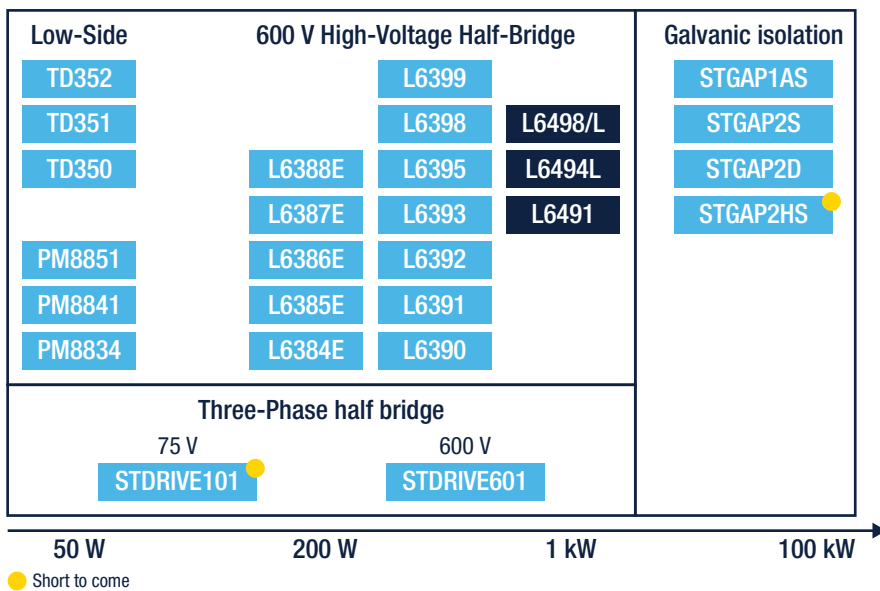 Low-Side
600 V High-Voltage Half-Bridge
Galvanic isolation
TD352
L6399
STGAP1AS
TD351
L6398
L6498/L
STGAP2S
TD350
L6388E
L6395
L6494L
STGAP2D
L6387E
L6393
L6491
STGAP2HS
PM8851
L6386E
L6392
PM8841
L6385E
L6391
PM8834
L6384E
L6390
Three-Phase half bridge
75 V
600 V
STDRIVE101
STDRIVE601
50 W
200 W
1 kW
100 kW
Short to come